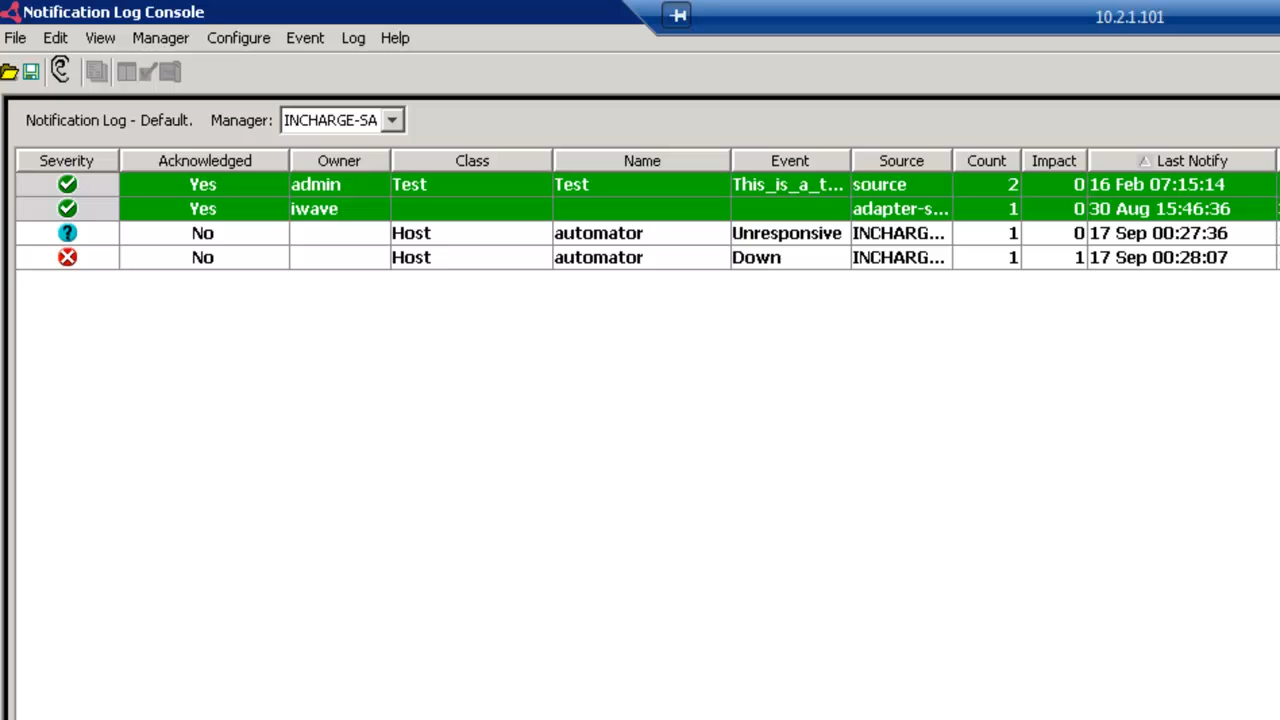 Notification Log Console
10.2.1.101
File Edit View Manager Configure Event Log Help
Notification Log - Default. Manager: INCHARGE-SA
Severity Acknowledged Owner Class Name Event Source Count Impact Last Notify
Yes admin Test Test This_is_a_t... source 2 0 16 Feb 07:15:14
Yes iwave adapter-s... 1 0 30 Aug 15:46:36
No Host automator Unresponsive INCHARG... 1 0 17 Sep 00:27:36
No Host automator Down INCHARG... 1 1 17 Sep 00:28:07